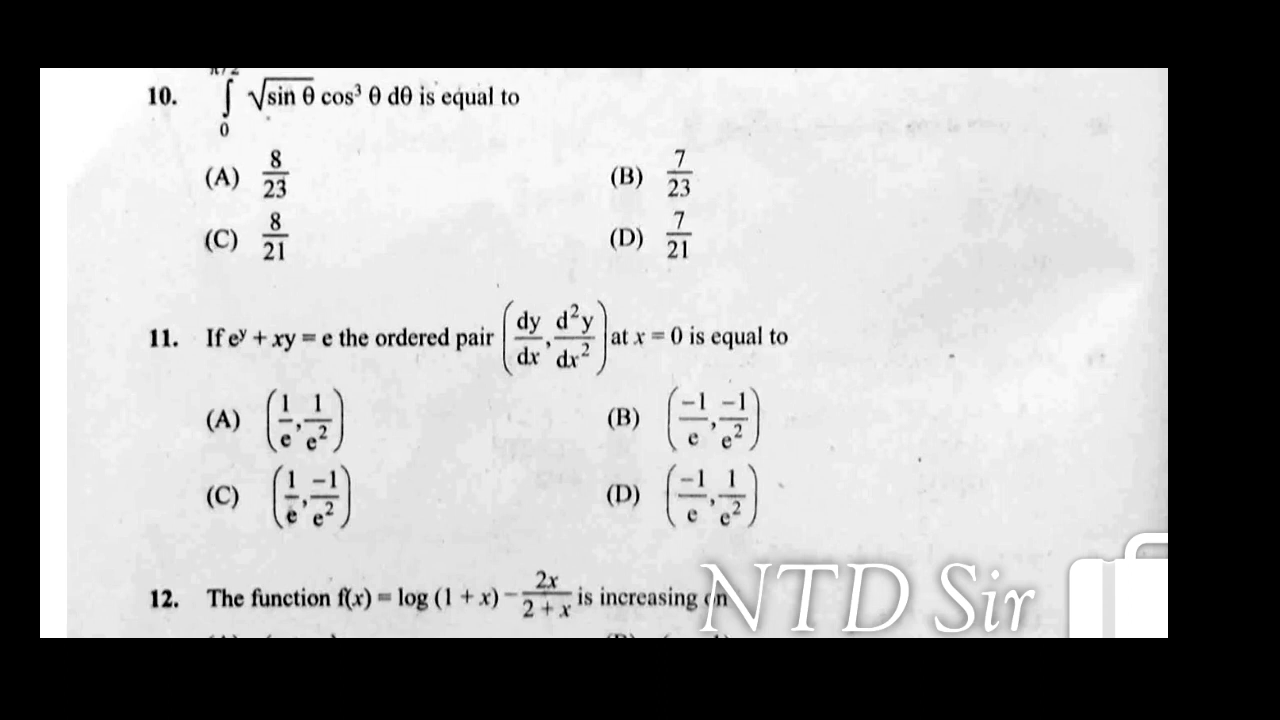 10. ∫ √sin θ cos³ θ dθ is equal to
0
(A) 8/23 (B) 7/23
(C) 8/21 (D) 7/21
11. If eʸ + xy = e the ordered pair (dy/dx, d²y/dx²) at x = 0 is equal to
(A) (1/e, 1/e²) (B) (-1/e, -1/e²)
(C) (1/e, -1/e²) (D) (-1/e, 1/e²)
12. The function f(x) = log (1 + x) – 2x/(2 + x) is increasing on
NTD Sir